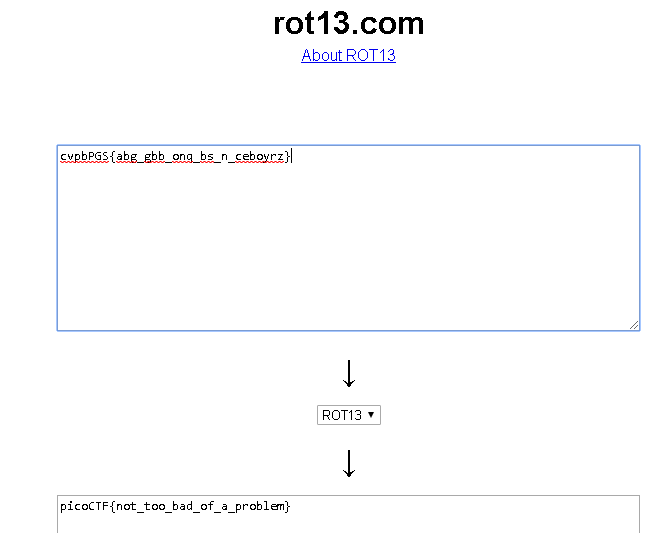 rot13.com
About ROT13
cvpbPGS{abg_gbb_onq_bs_n_ceboyrz}
ROT13
picoCTF{not_too_bad_of_a_problem}